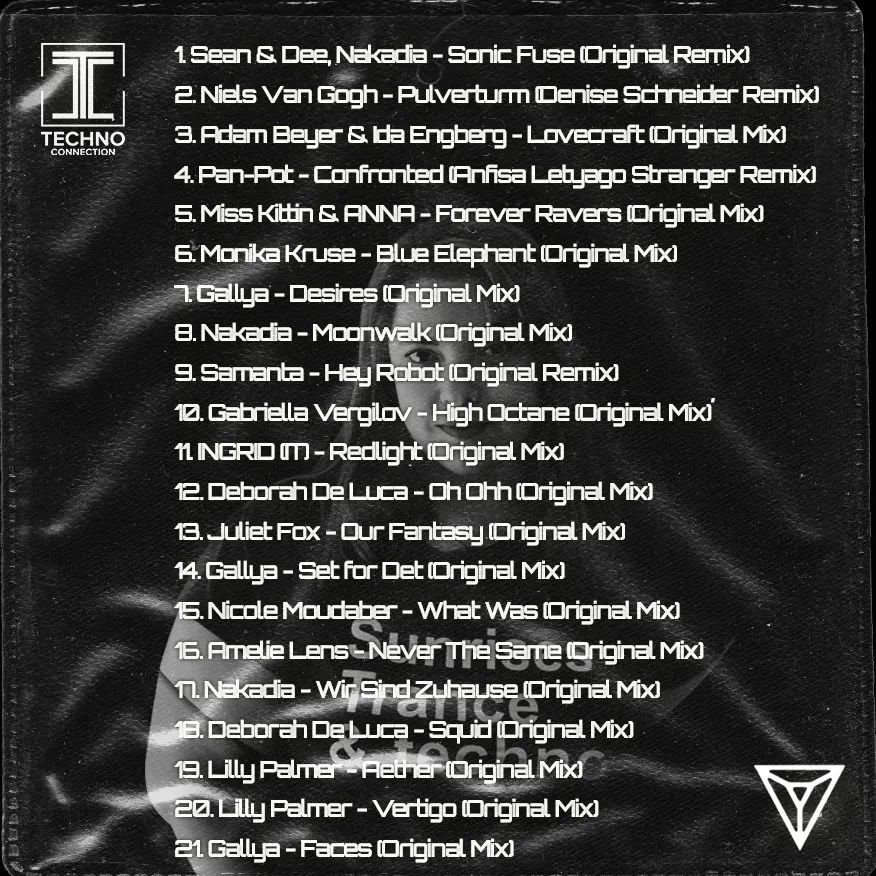 TECHNO
CONNECTION
1. Sean & Dee, Nakadia - Sonic Fuse (Original Remix)
2. Niels Van Gogh - Pulverturm (Denise Schneider Remix)
3. Adam Beyer & Ida Engberg - Lovecraft (Original Mix)
4. Pan-Pot - Confronted (Anfisa Letyago Stranger Remix)
5. Miss Kittin & ANNA - Forever Ravers (Original Mix)
6. Monika Kruse - Blue Elephant (Original Mix)
7. Gallya - Desires (Original Mix)
8. Nakadia - Moonwalk (Original Mix)
9. Samanta - Hey Robot (Original Remix)
10. Gabriella Vergilov - High Octane (Original Mix)'
11. INGRID (M) - Redlight (Original Mix)
12. Deborah De Luca - Oh Ohh (Original Mix)
13. Juliet Fox - Our Fantasy (Original Mix)
14. Gallya - Set for Det (Original Mix)
15. Nicole Moudaber - What Was (Original Mix)
16. Amelie Lens - Never The Same (Original Mix)
17. Nakadia - Wir Sind Zuhause (Original Mix)
18. Deborah De Luca - Squid (Original Mix)
19. Lilly Palmer - Aether (Original Mix)
20. Lilly Palmer - Vertigo (Original Mix)
21. Gallya - Faces (Original Mix)
Sunrises
Trance
& techno